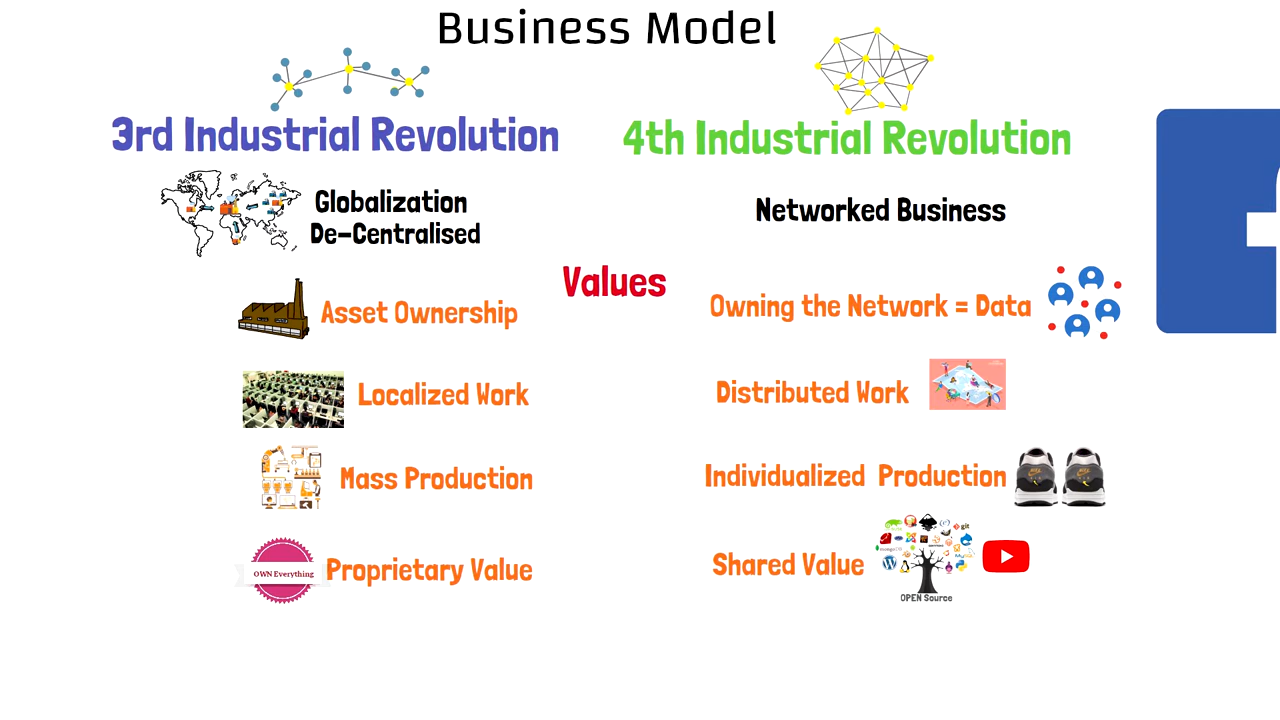 Business Model
3rd Industrial Revolution
4th Industrial Revolution
Globalization
De-Centralised
Networked Business
Values
Asset Ownership
Owning the Network = Data
Localized Work
Distributed Work
Mass Production
Individualized Production
OWN Everything
Proprietary Value
Shared Value
git
OPEN Source